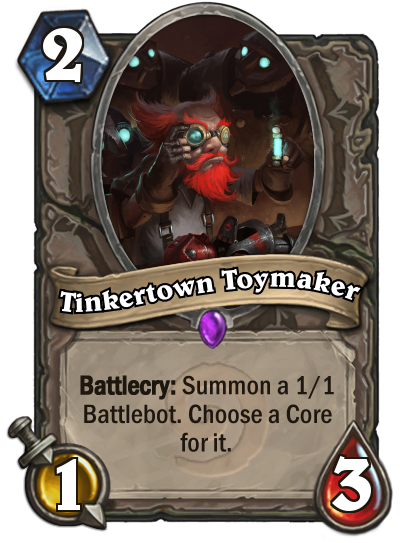 2
Tinkertown Toymaker
Battlecry: Summon a 1/1
Battlebot. Choose a Core
for it.
1
3